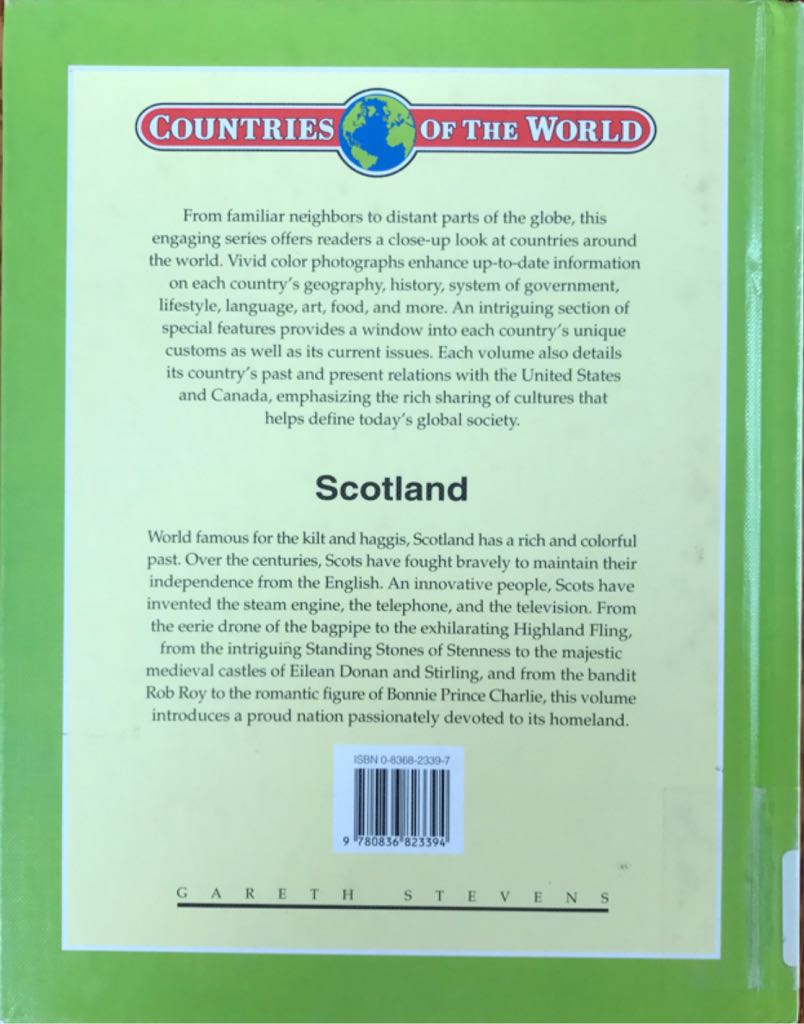 COUNTRIES OF THE WORLD
From familiar neighbors to distant parts of the globe, this
engaging series offers readers a close-up look at countries around
the world. Vivid color photographs enhance up-to-date information
on each country's geography, history, system of government,
lifestyle, language, art, food, and more. An intriguing section of
special features provides a window into each country's unique
customs as well as its current issues. Each volume also details
its country's past and present relations with the United States
and Canada, emphasizing the rich sharing of cultures that
helps define today's global society.
Scotland
World famous for the kilt and haggis, Scotland has a rich and colorful
past. Over the centuries, Scots have fought bravely to maintain their
independence from the English. An innovative people, Scots have
invented the steam engine, the telephone, and the television. From
the eerie drone of the bagpipe to the exhilarating Highland Fling,
from the intriguing Standing Stones of Stenness to the majestic
medieval castles of Eilean Donan and Stirling, and from the bandit
Rob Roy to the romantic figure of Bonnie Prince Charlie, this volume
introduces a proud nation passionately devoted to its homeland.
ISBN 0-8368-2339-7
9 780836 823394
GARETH STEVENS